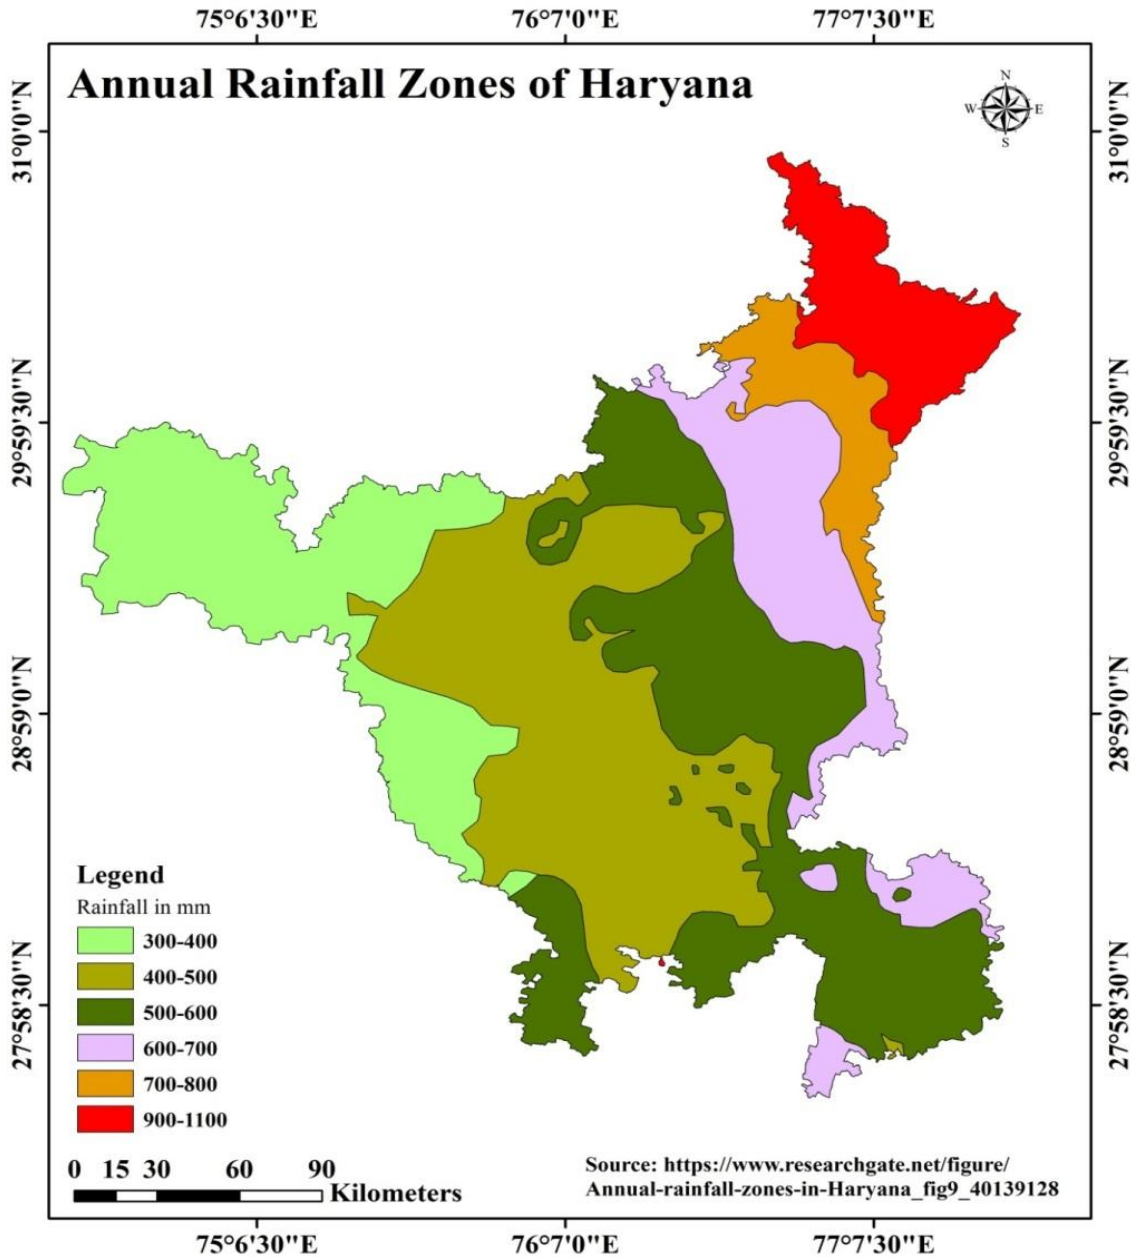 75°6'30"E 76°7'0"E 77°7'30"E
Annual Rainfall Zones of Haryana
N
W E
S
31°0'0"N 31°0'0"N
29°59'30"N 29°59'30"N
28°59'0"N 28°59'0"N
27°58'30"N 27°58'30"N
Legend
Rainfall in mm
300-400
400-500
500-600
600-700
700-800
900-1100
0 15 30 60 90
Kilometers
Source: https://www.researchgate.net/figure/
Annual-rainfall-zones-in-Haryana_fig9_40139128
75°6'30"E 76°7'0"E 77°7'30"E